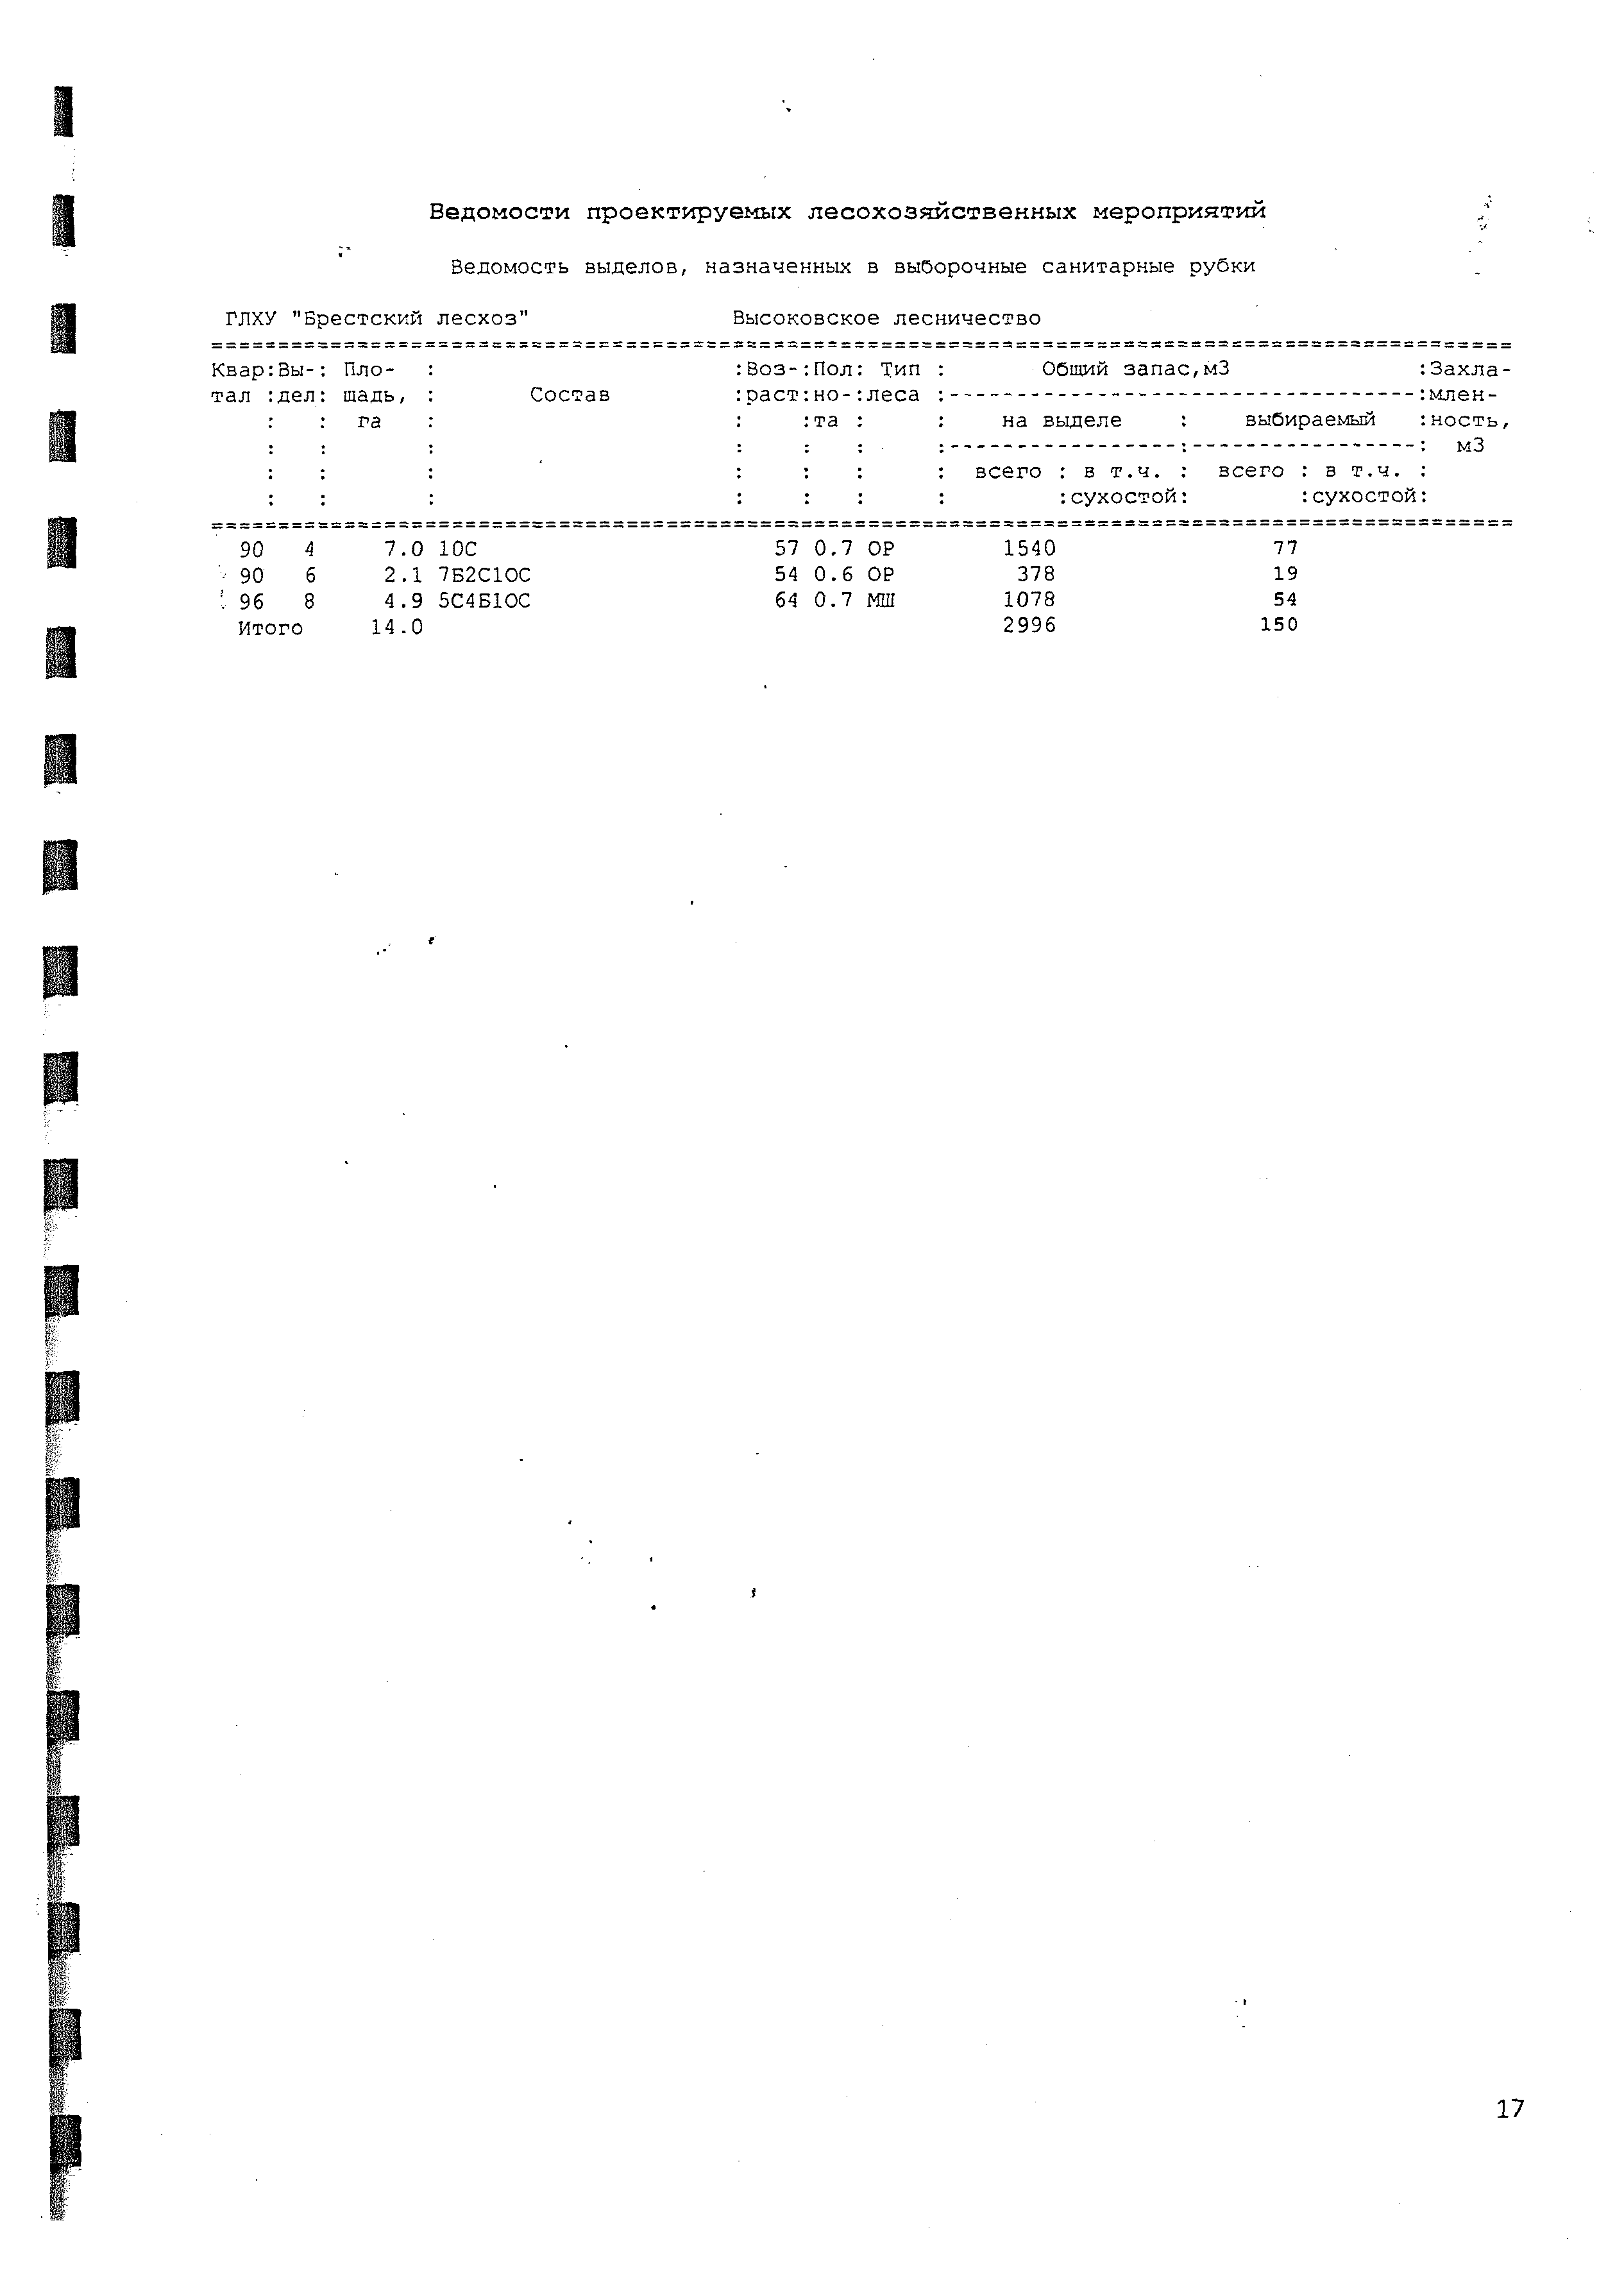 Ведомости проектируемых лесохозяйственных мероприятий
Ведомость выделов, назначенных в выборочные санитарные рубки
ГЛХУ "Брестский лесхоз" Высоковское лесничество
==========================================================================================
Квар:Вы-: Пло- : :Воз-:Пол: Тип : Общий запас,м3 :Захла-
тал :дел: щадь, : Состав :раст:но-:леса :-----------------------------------:млен-
: : га : : :та : : на выделе : выбираемый :ность,
: : : : : : :-----------------:-----------------: м3
: : : : : : : всего : в т.ч. : всего : в т.ч. :
: : : : : : : :сухостой: :сухостой:
==========================================================================================
90 4 7.0 10С 57 0.7 ОР 1540 77
90 6 2.1 7Б2С1ОС 54 0.6 ОР 378 19
96 8 4.9 5С4Б1ОС 64 0.7 МШ 1078 54
Итого 14.0 2996 150
17